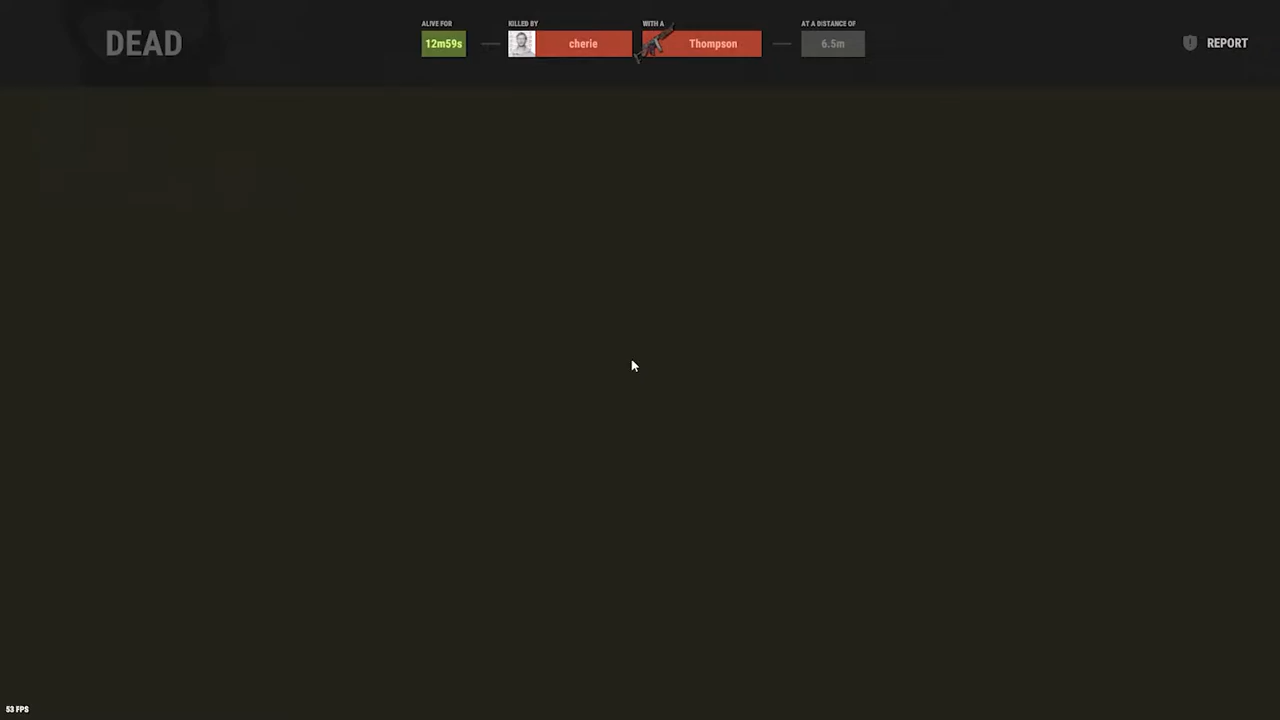 DEAD
ALIVE FOR
12m59s
KILLED BY
cherie
WITH A
Thompson
AT A DISTANCE OF
6.5m
REPORT
53 FPS